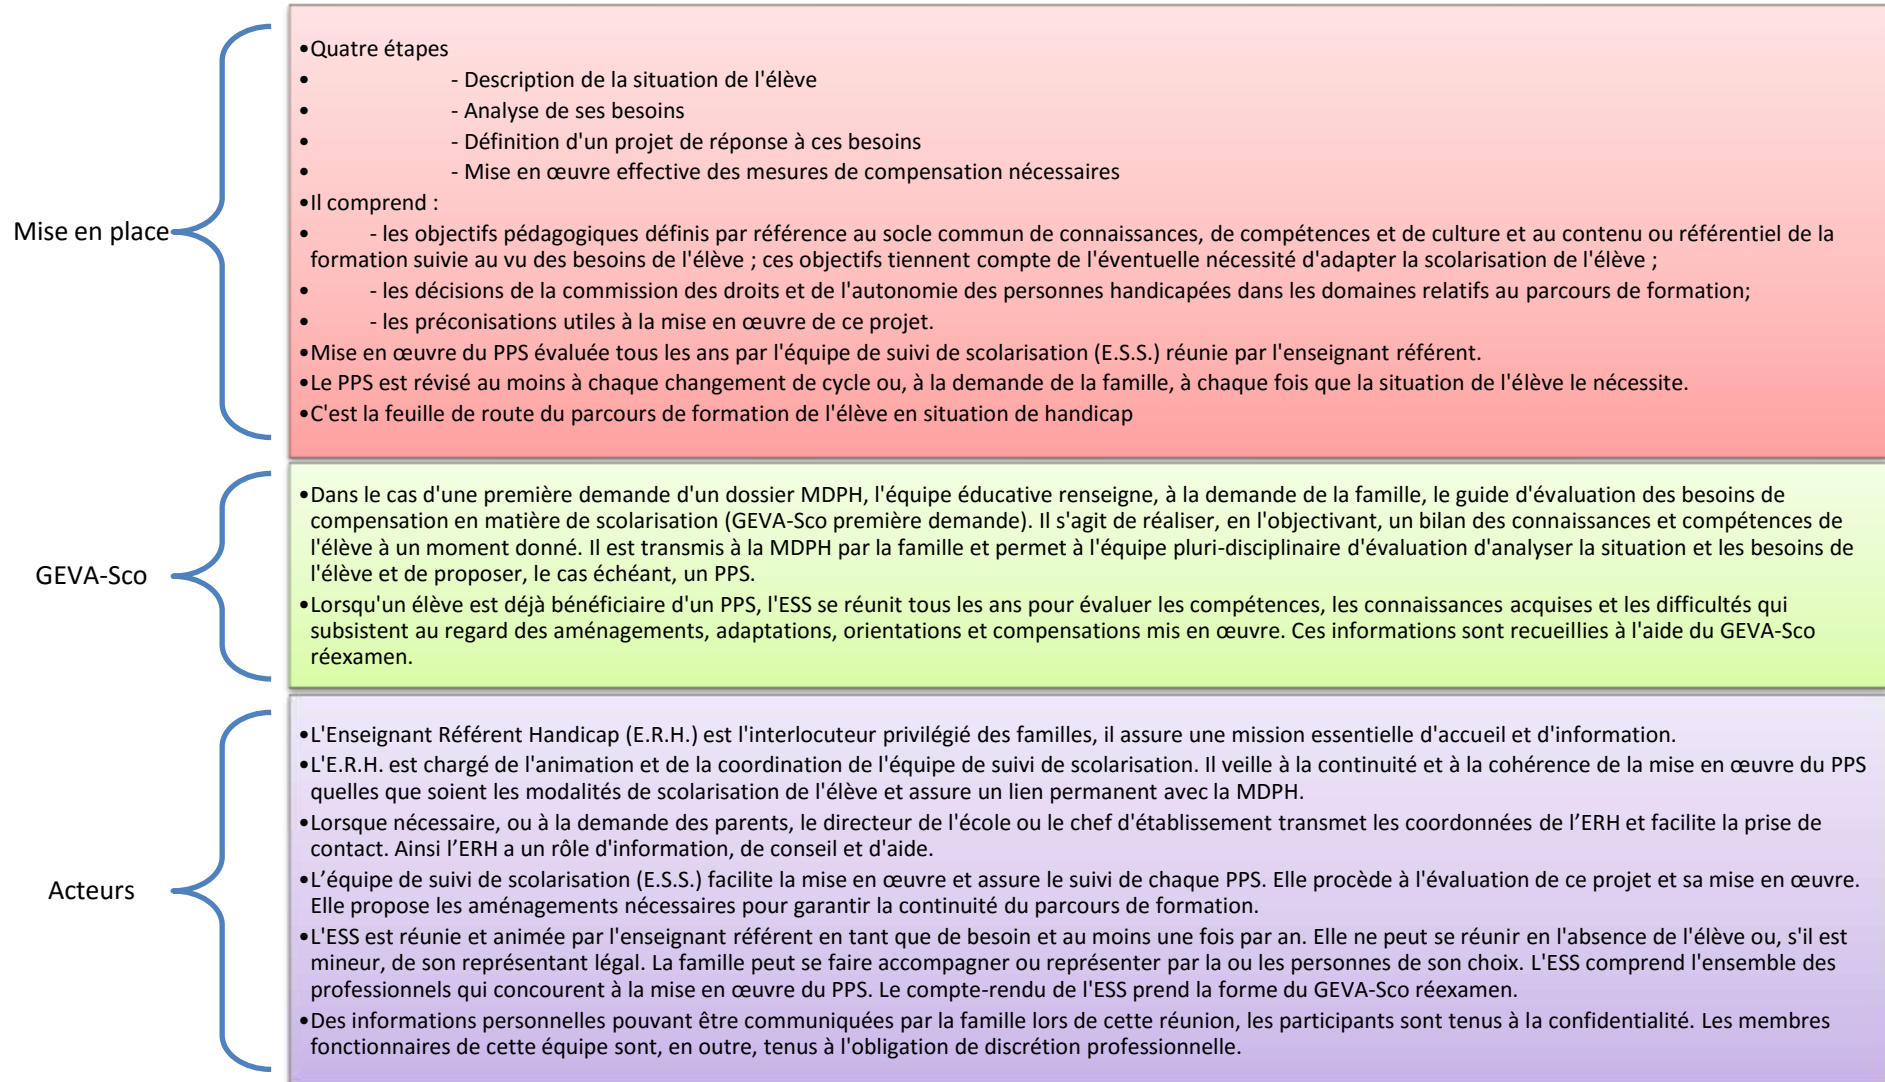 Mise en place
•Quatre étapes
• - Description de la situation de l'élève
• - Analyse de ses besoins
• - Définition d'un projet de réponse à ces besoins
• - Mise en œuvre effective des mesures de compensation nécessaires
•Il comprend :
• - les objectifs pédagogiques définis par référence au socle commun de connaissances, de compétences et de culture et au contenu ou référentiel de la
formation suivie au vu des besoins de l'élève ; ces objectifs tiennent compte de l'éventuelle nécessité d'adapter la scolarisation de l'élève ;
• - les décisions de la commission des droits et de l'autonomie des personnes handicapées dans les domaines relatifs au parcours de formation;
• - les préconisations utiles à la mise en œuvre de ce projet.
•Mise en œuvre du PPS évaluée tous les ans par l'équipe de suivi de scolarisation (E.S.S.) réunie par l'enseignant référent.
•Le PPS est révisé au moins à chaque changement de cycle ou, à la demande de la famille, à chaque fois que la situation de l'élève le nécessite.
•C'est la feuille de route du parcours de formation de l'élève en situation de handicap
GEVA-Sco
•Dans le cas d'une première demande d'un dossier MDPH, l'équipe éducative renseigne, à la demande de la famille, le guide d'évaluation des besoins de
compensation en matière de scolarisation (GEVA-Sco première demande). Il s'agit de réaliser, en l'objectivant, un bilan des connaissances et compétences de
l'élève à un moment donné. Il est transmis à la MDPH par la famille et permet à l'équipe pluri-disciplinaire d'évaluation d'analyser la situation et les besoins de
l'élève et de proposer, le cas échéant, un PPS.
•Lorsqu'un élève est déjà bénéficiaire d'un PPS, l'ESS se réunit tous les ans pour évaluer les compétences, les connaissances acquises et les difficultés qui
subsistent au regard des aménagements, adaptations, orientations et compensations mis en œuvre. Ces informations sont recueillies à l'aide du GEVA-Sco
réexamen.
Acteurs
•L'Enseignant Référent Handicap (E.R.H.) est l'interlocuteur privilégié des familles, il assure une mission essentielle d'accueil et d'information.
•L'E.R.H. est chargé de l'animation et de la coordination de l'équipe de suivi de scolarisation. Il veille à la continuité et à la cohérence de la mise en œuvre du PPS
quelles que soient les modalités de scolarisation de l'élève et assure un lien permanent avec la MDPH.
•Lorsque nécessaire, ou à la demande des parents, le directeur de l'école ou le chef d'établissement transmet les coordonnées de l’ERH et facilite la prise de
contact. Ainsi l’ERH a un rôle d'information, de conseil et d'aide.
•L’équipe de suivi de scolarisation (E.S.S.) facilite la mise en œuvre et assure le suivi de chaque PPS. Elle procède à l'évaluation de ce projet et sa mise en œuvre.
Elle propose les aménagements nécessaires pour garantir la continuité du parcours de formation.
•L'ESS est réunie et animée par l'enseignant référent en tant que de besoin et au moins une fois par an. Elle ne peut se réunir en l'absence de l'élève ou, s'il est
mineur, de son représentant légal. La famille peut se faire accompagner ou représenter par la ou les personnes de son choix. L'ESS comprend l'ensemble des
professionnels qui concourent à la mise en œuvre du PPS. Le compte-rendu de l'ESS prend la forme du GEVA-Sco réexamen.
•Des informations personnelles pouvant être communiquées par la famille lors de cette réunion, les participants sont tenus à la confidentialité. Les membres
fonctionnaires de cette équipe sont, en outre, tenus à l'obligation de discrétion professionnelle.